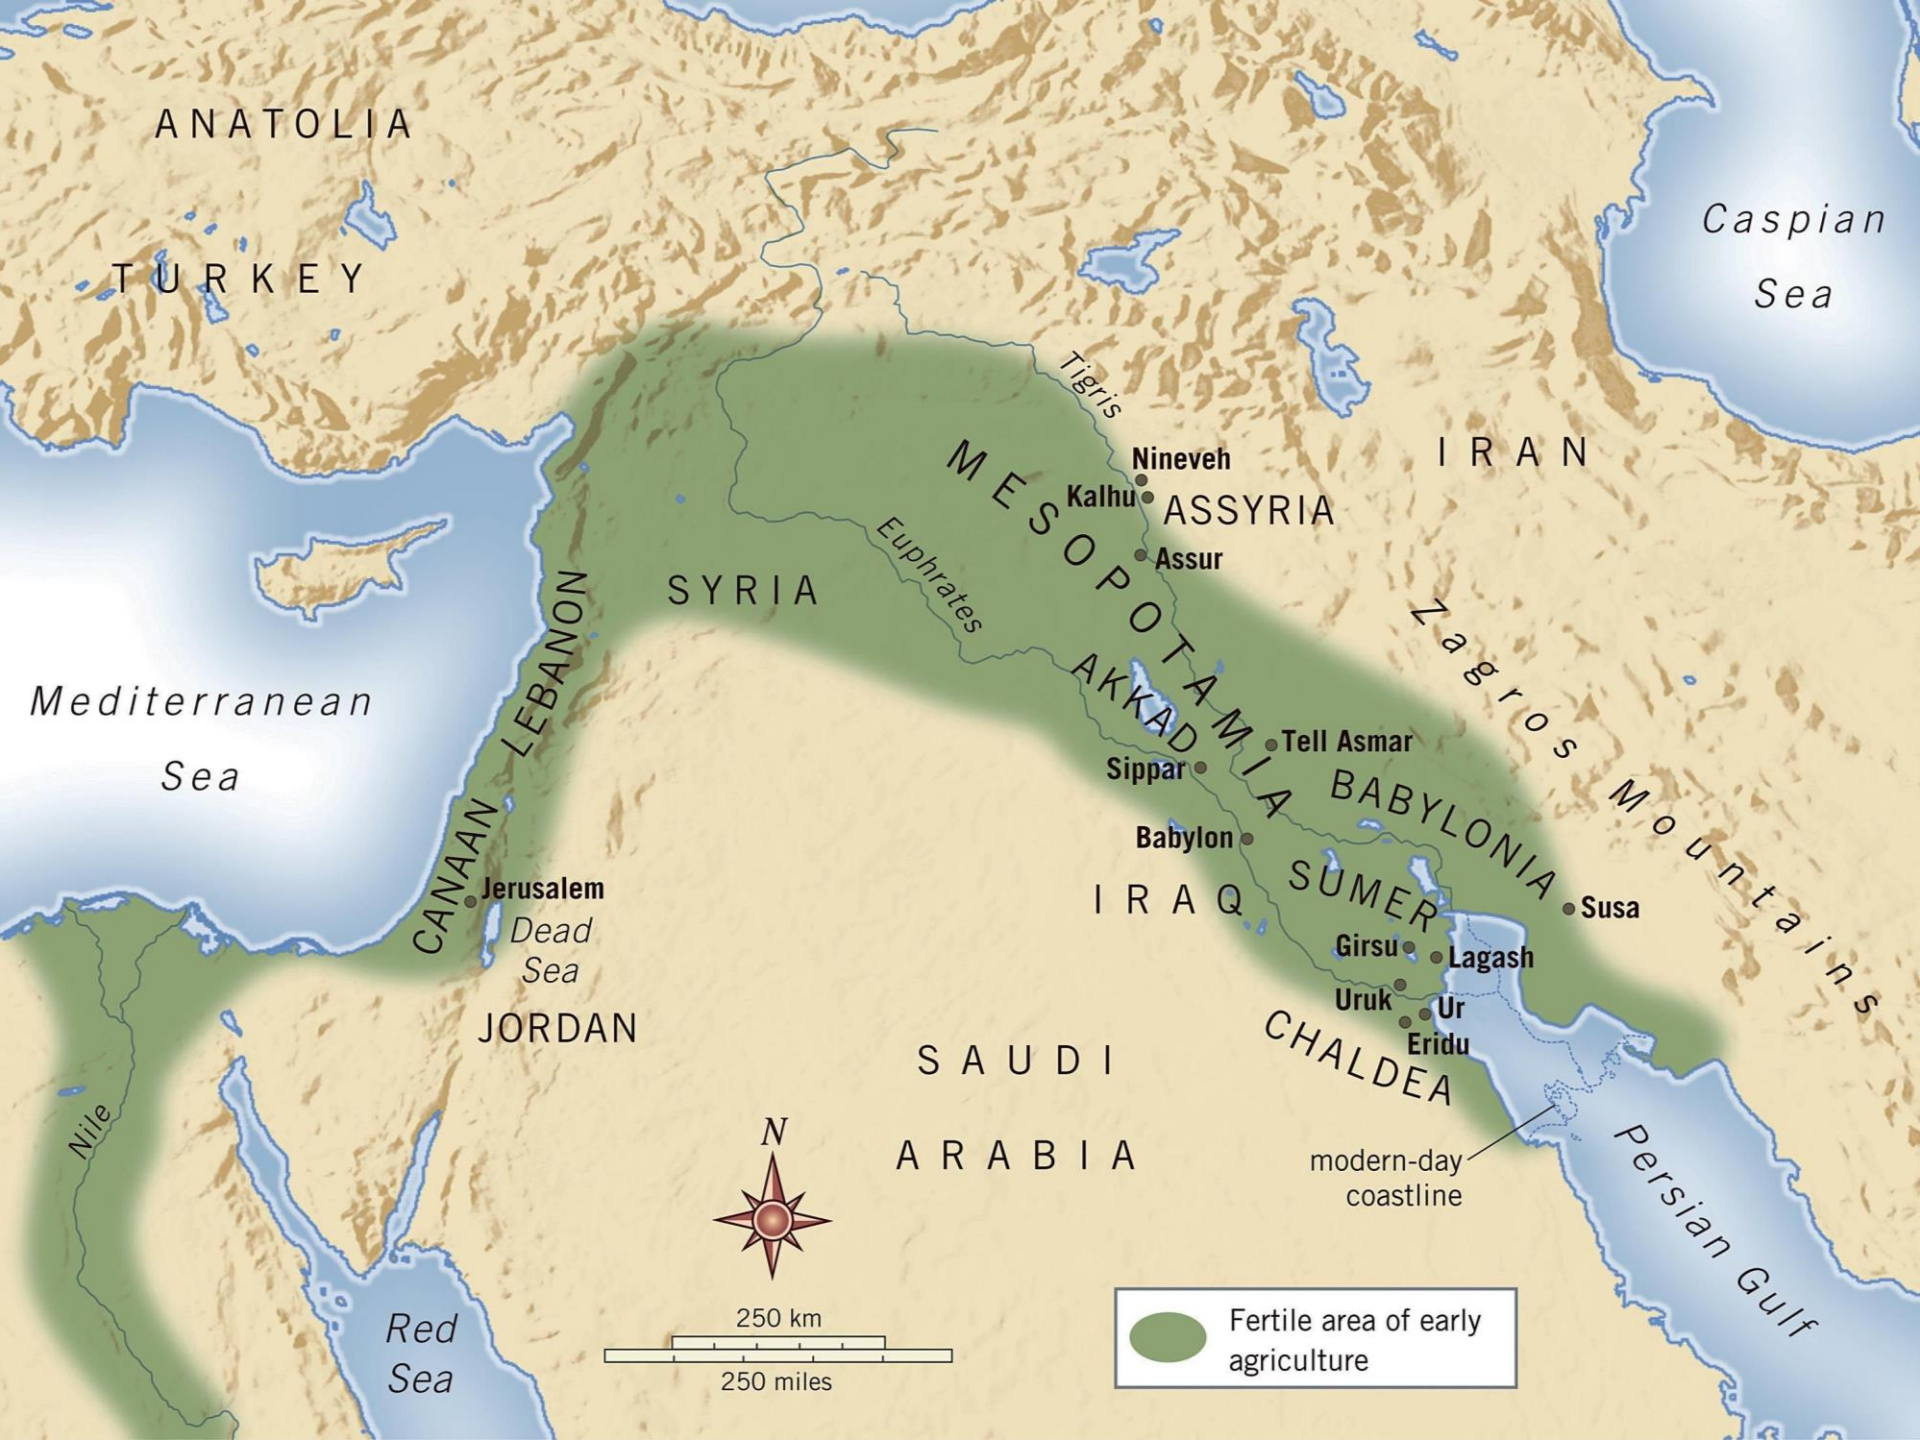 ANATOLIA
TURKEY
Caspian
Sea
Tigris
IRAN
Nineveh
Kalhu
ASSYRIA
MESOPOTAMIA
Assur
Euphrates
SYRIA
LEBANON
Zagros Mountains
Mediterranean
Sea
AKKAD
Tell Asmar
Sippar
BABYLONIA
Babylon
CANAAN
Jerusalem
Dead
Sea
IRAQ
SUMER
Susa
Girsu
Lagash
Uruk
Ur
Eridu
JORDAN
CHALDEA
SAUDI
ARABIA
Nile
N
modern-day
coastline
Persian Gulf
Red
Sea
250 km
250 miles
Fertile area of early
agriculture